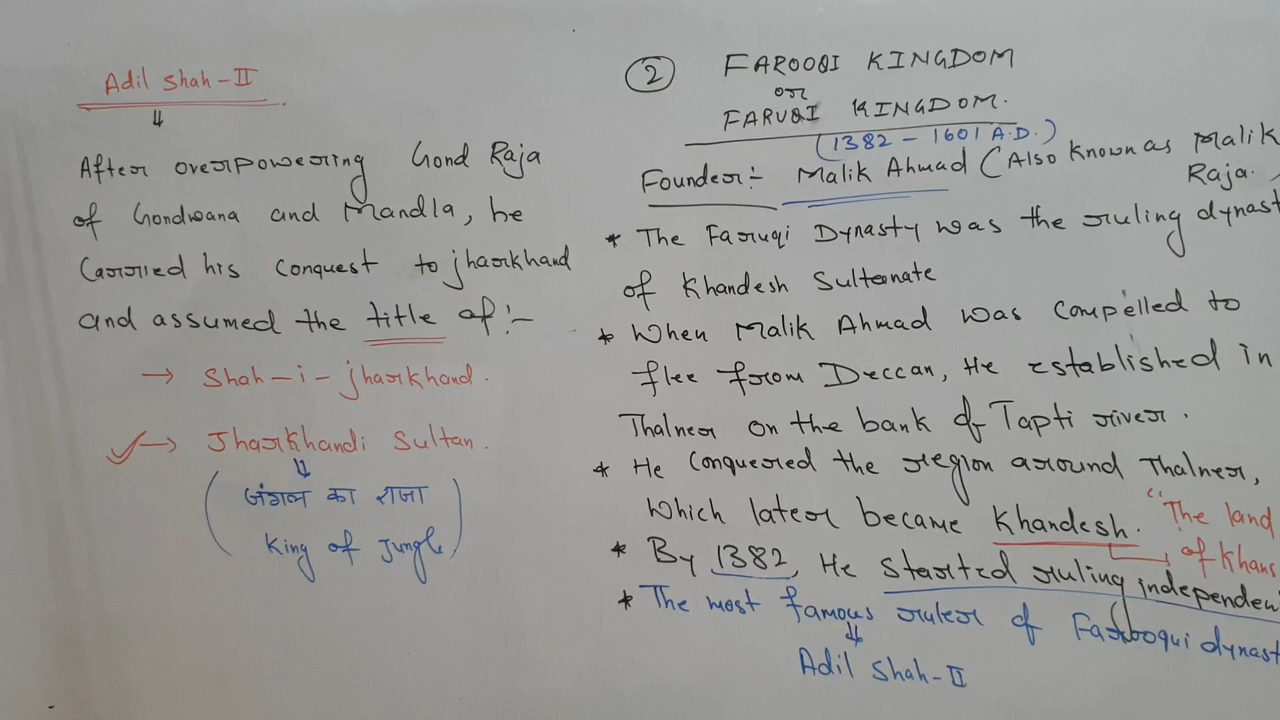 Adil Shah-II
After overpowering Gond Raja
of Gondwana and Mandla, he
Carried his conquest to jharkhand
and assumed the title of :-
→ Shah-i-jharkhand.
✓→ Jharkhandi Sultan.
(जंगल का राजा
King of Jungle)
② FAROOQI KINGDOM
or
FARUQI KINGDOM.
(1382 - 1601 A.D.)
Founder:- Malik Ahmad (Also known as Malik
Raja.
* The Faruqi Dynasty was the ruling dynast
of Khandesh Sultanate
* When Malik Ahmad was compelled to
flee from Deccan, He established in
Thalner on the bank of Tapti river.
* He Conquered the region around Thalner,
which later became Khandesh. "The land
of Khans
* By 1382, He started ruling independen
* The most famous ruler of Farooqui dynast
Adil Shah-II